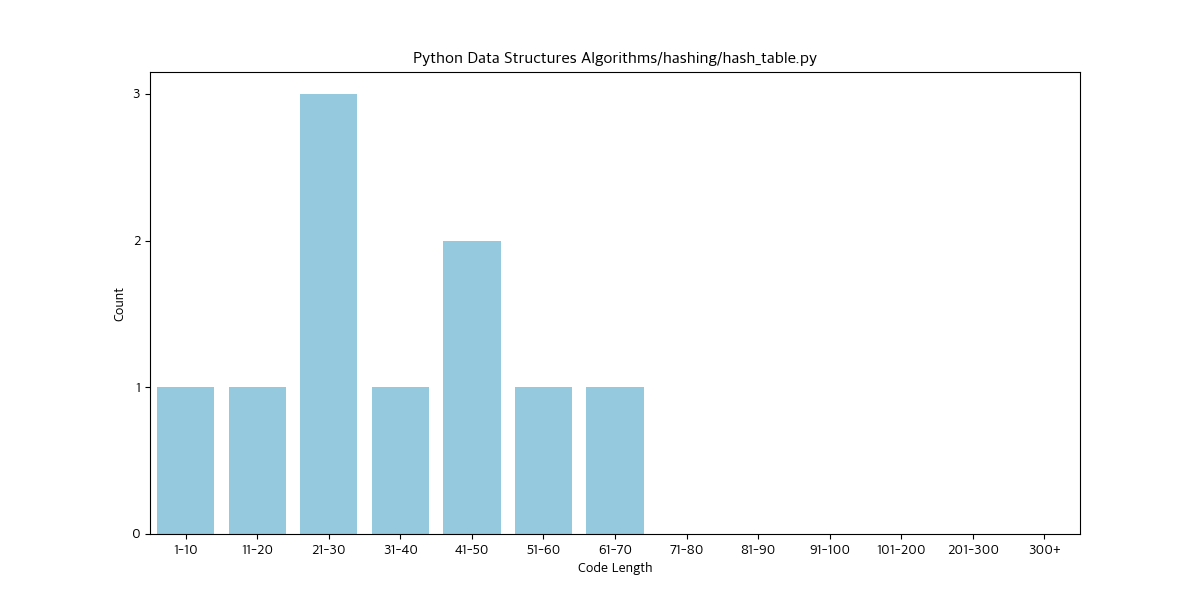 Python Data Structures Algorithms/hashing/hash_table.py
3
2
1
0
Count
1-10 11-20 21-30 31-40 41-50 51-60 61-70 71-80 81-90 91-100 101-200 201-300 300+
Code Length